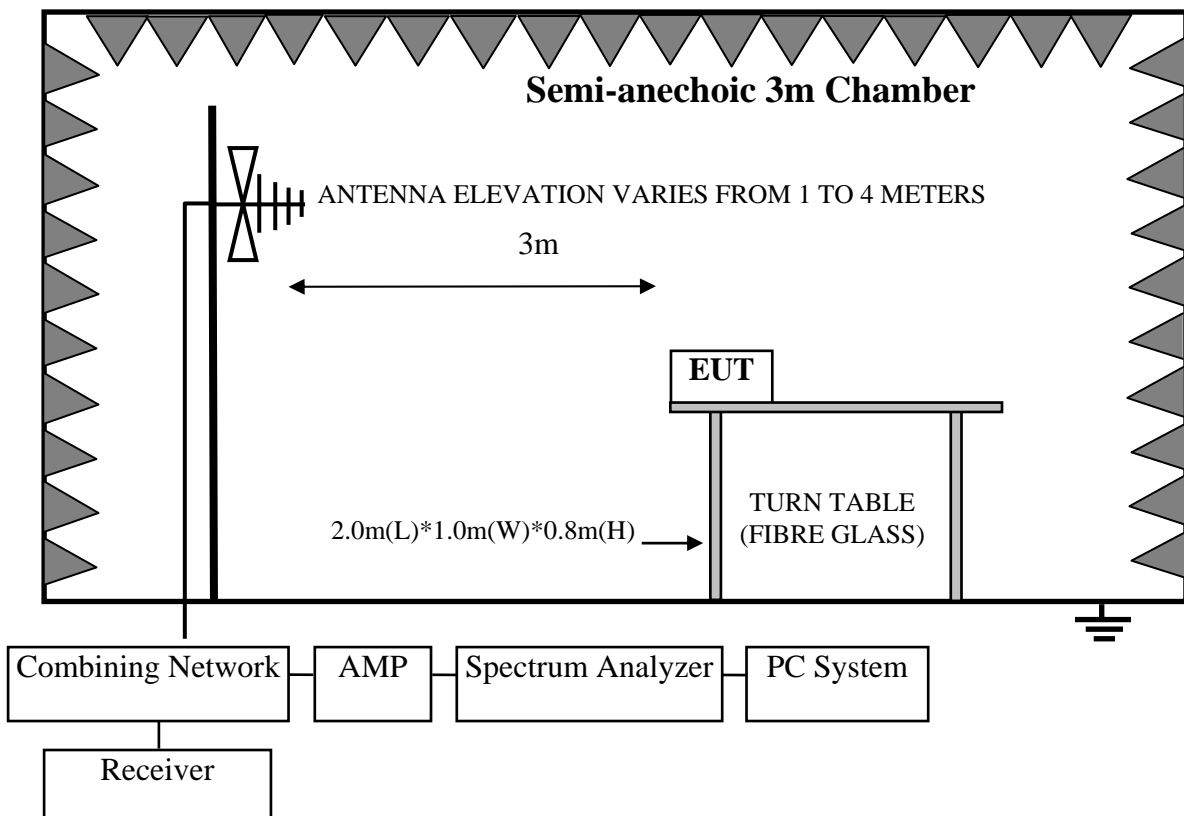 Semi-anechoic 3m Chamber
ANTENNA ELEVATION VARIES FROM 1 TO 4 METERS
3m
EUT
TURN TABLE
(FIBRE GLASS)
2.0m(L)*1.0m(W)*0.8m(H)
Combining Network
AMP
Spectrum Analyzer
PC System
Receiver